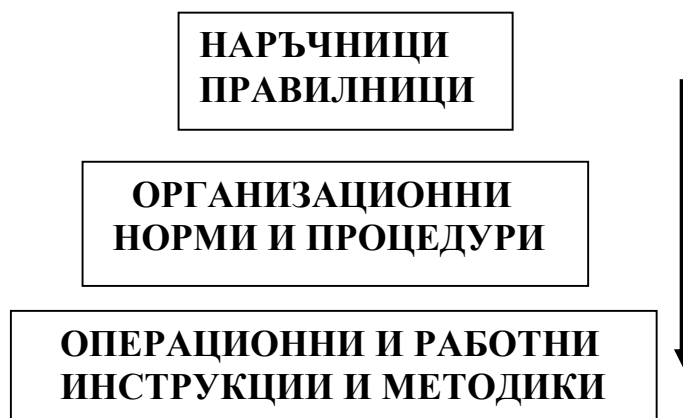 НАРЪЧНИЦИ
ПРАВИЛНИЦИ
ОРГАНИЗАЦИОННИ
НОРМИ И ПРОЦЕДУРИ
ОПЕРАЦИОННИ И РАБОТНИ
ИНСТРУКЦИИ И МЕТОДИКИ